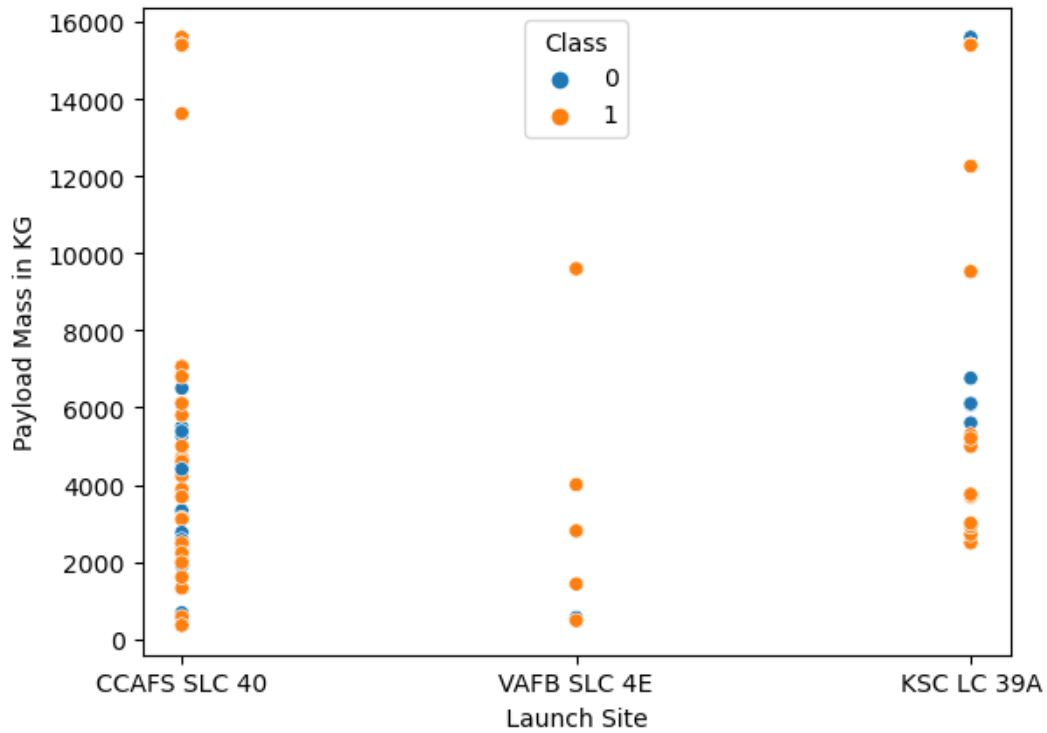 16000
14000
12000
10000
8000
6000
4000
2000
0
Payload Mass in KG
Class
0
1
CCAFS SLC 40
VAFB SLC 4E
KSC LC 39A
Launch Site